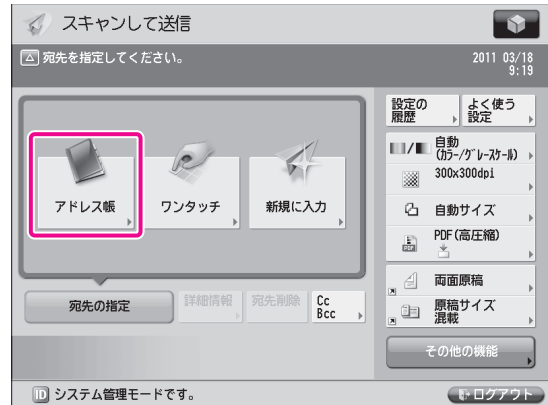 スキャンして送信
宛先を指定してください。
2011 03/18
9:19
設定の
履歴
よく使う
設定
自動
(カラー/グレースケール)
300x300dpi
アドレス帳
ワンタッチ
新規に入力
自動サイズ
PDF(高圧縮)
両面原稿
宛先の指定
詳細情報
宛先削除
Cc
Bcc
原稿サイズ
混載
その他の機能
ID システム管理モードです。
ログアウト